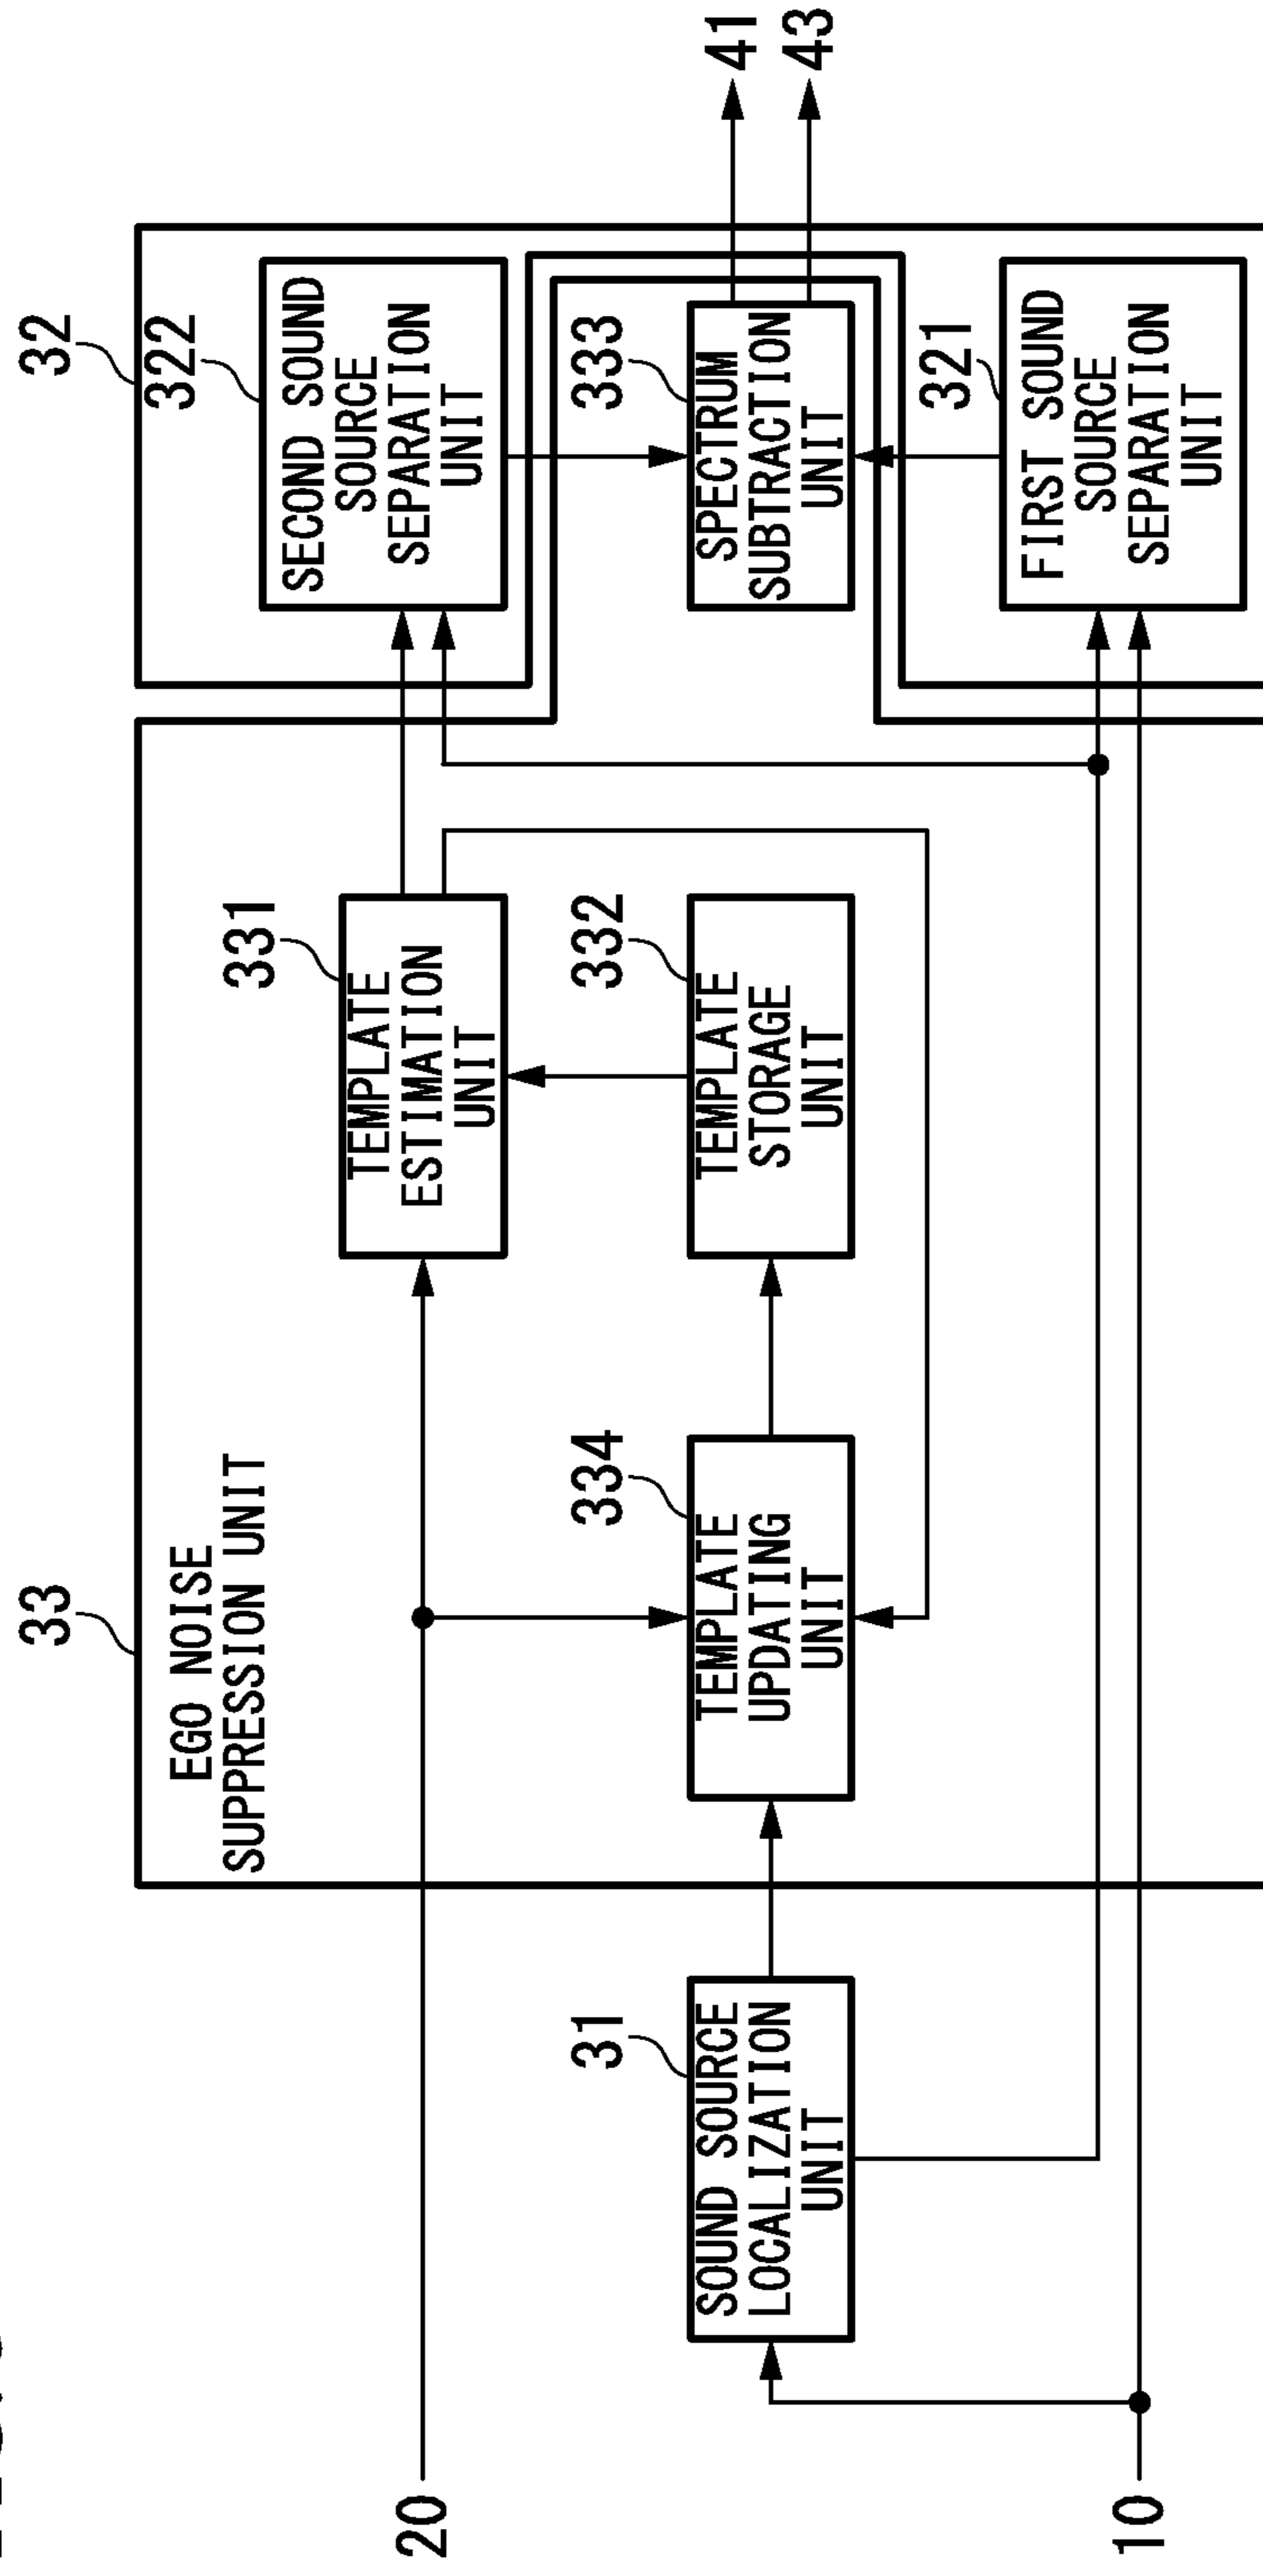 33
EGO NOISE
SUPPRESSION UNIT
32
322
SECOND SOUND
SOURCE
SEPARATION
UNIT
331
TEMPLATE
ESTIMATION
UNIT
20
31
SOUND SOURCE
LOCALIZATION
UNIT
334
TEMPLATE
UPDATING
UNIT
332
TEMPLATE
STORAGE
UNIT
333
SPECTRUM
SUBTRACTION
UNIT
41
43
321
FIRST SOUND
SOURCE
SEPARATION
UNIT
10